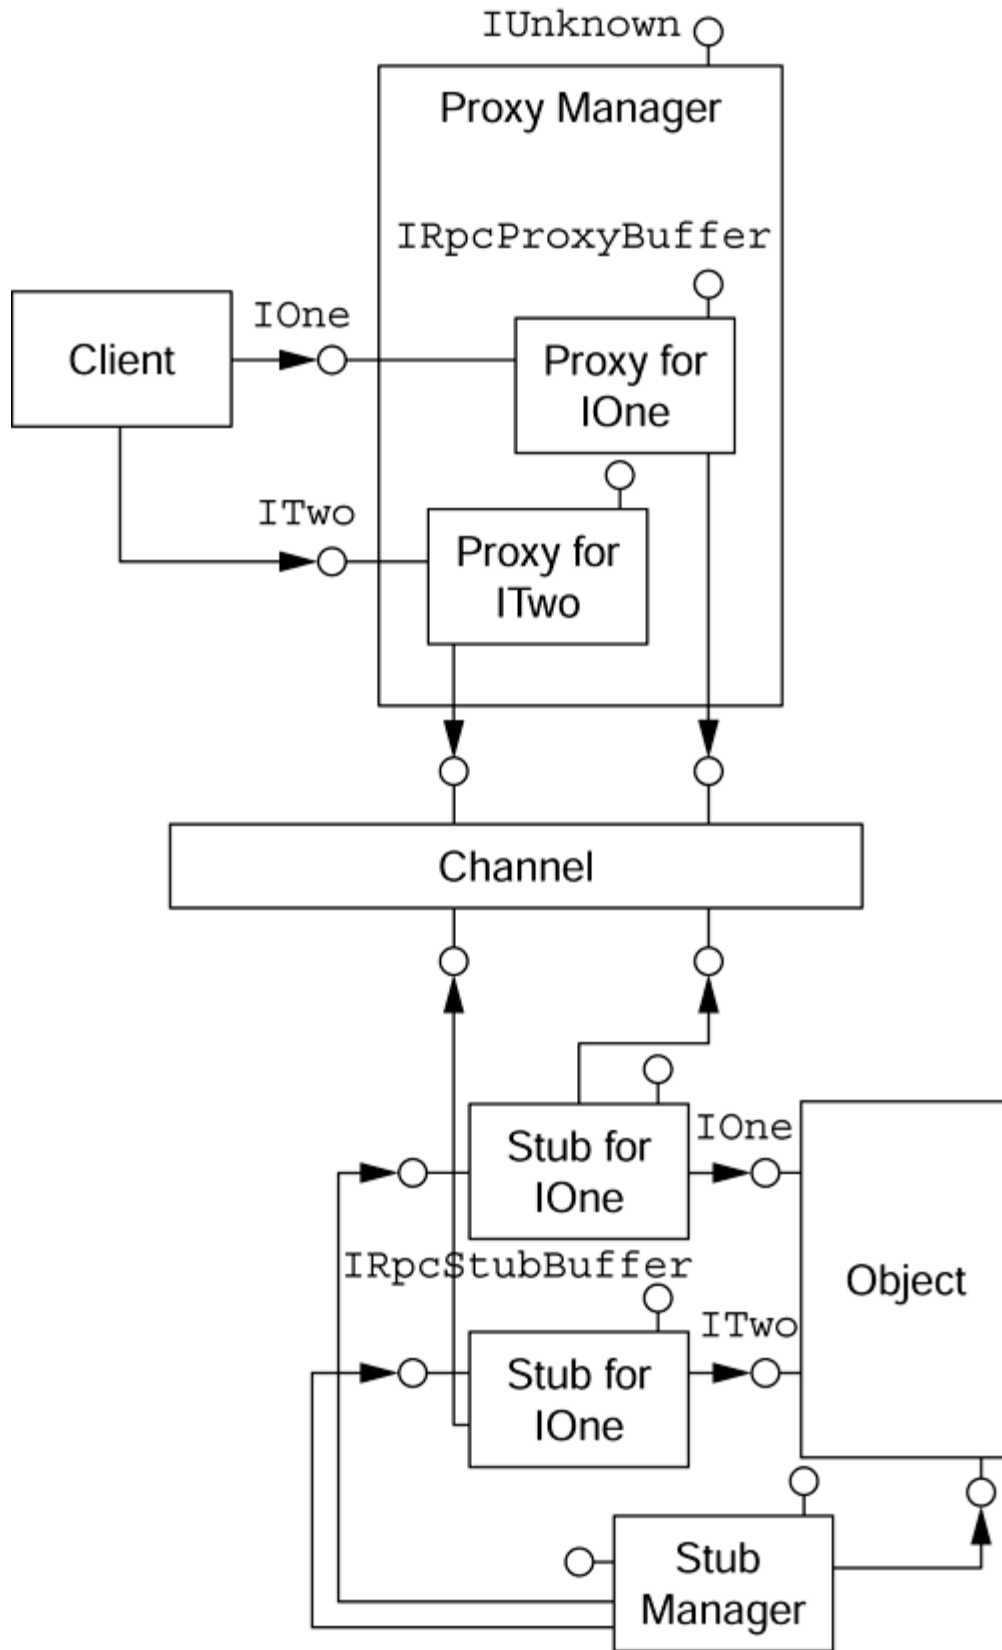 IUnknown
Proxy Manager
IRpcProxyBuffer
IOne
Client
Proxy for
IOne
ITwo
Proxy for
ITwo
Channel
IOne
Stub for
IOne
IRpcStubBuffer
Object
ITwo
Stub for
IOne
Stub
Manager